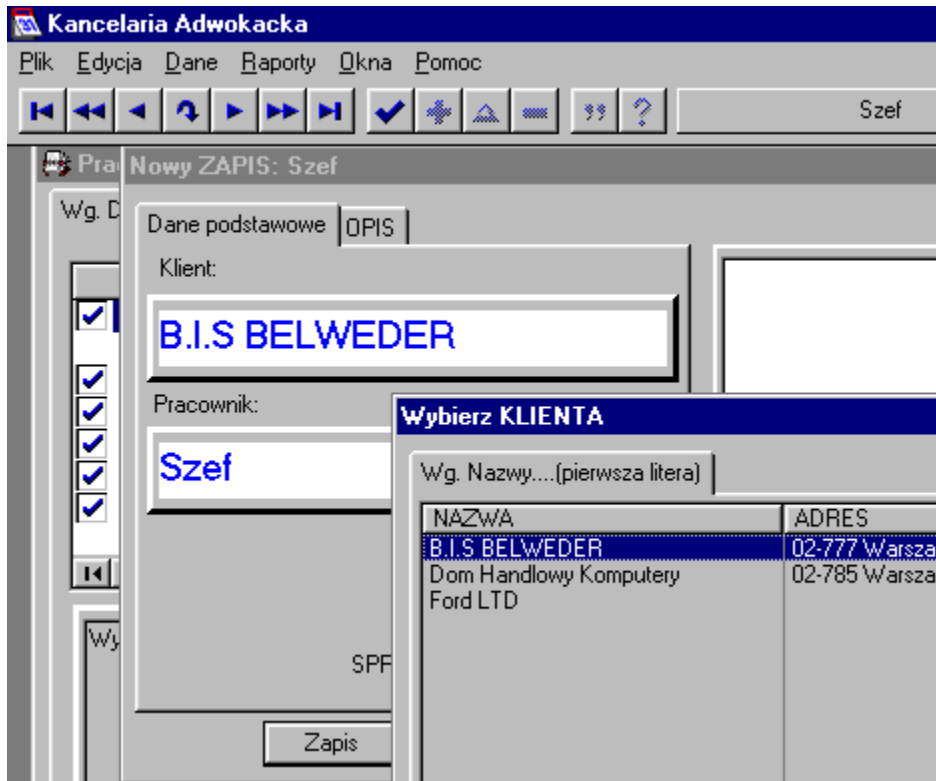 Kancelaria Adwokacka
Plik Edycja Dane Raporty Okna Pomoc
Szef
Nowy ZAPIS: Szef
Wg.
Dane podstawowe OPIS
Klient:
B.I.S BELWEDER
Pracownik:
Szef
Wybierz KLIENTA
Wg. Nazwy....(pierwsza litera)
NAZWA ADRES
B.I.S BELWEDER 02-777 Warsza
Dom Handlowy Komputery 02-785 Warsza
Ford LTD
Zapis